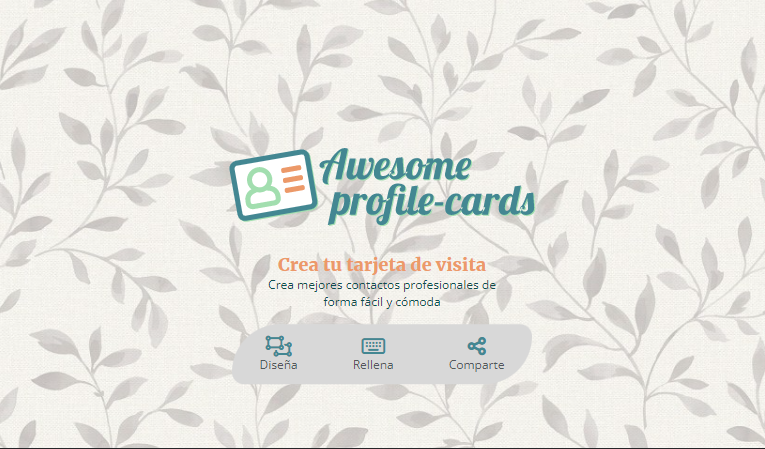 Awesome
profile-cards
Crea tu tarjeta de visita
Crea mejores contactos profesionales de
forma fácil y cómoda
Diseña Rellena Comparte